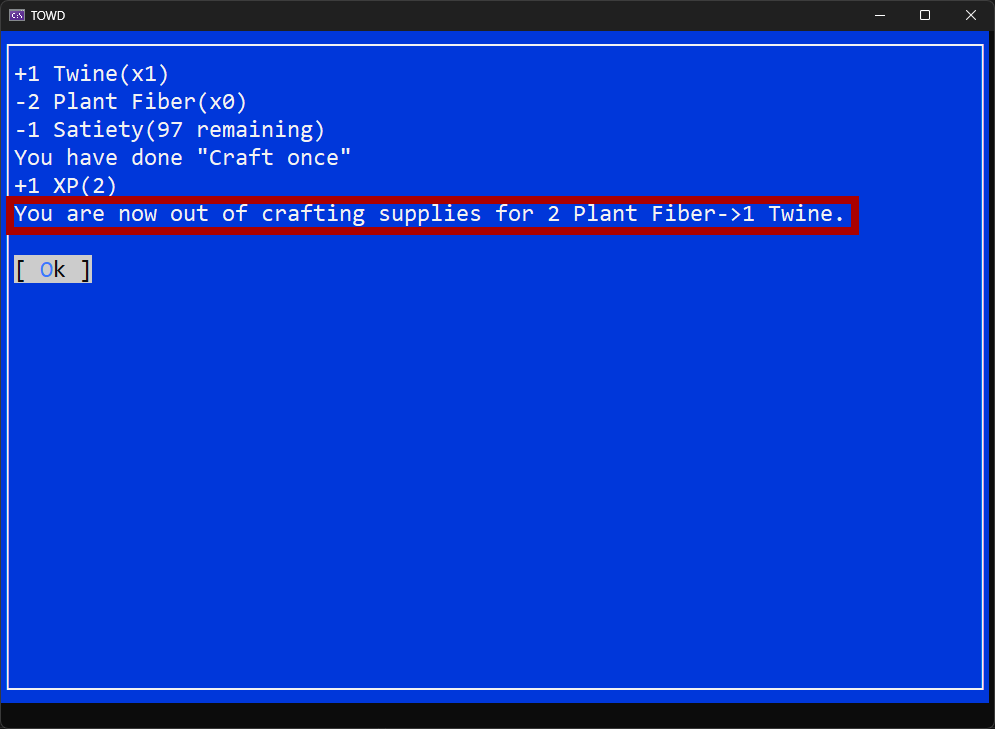 TOWD
+1 Twine(x1)
-2 Plant Fiber(x0)
-1 Satiety(97 remaining)
You have done "Craft once"
+1 XP(2)
You are now out of crafting supplies for 2 Plant Fiber->1 Twine.
[ Ok ]